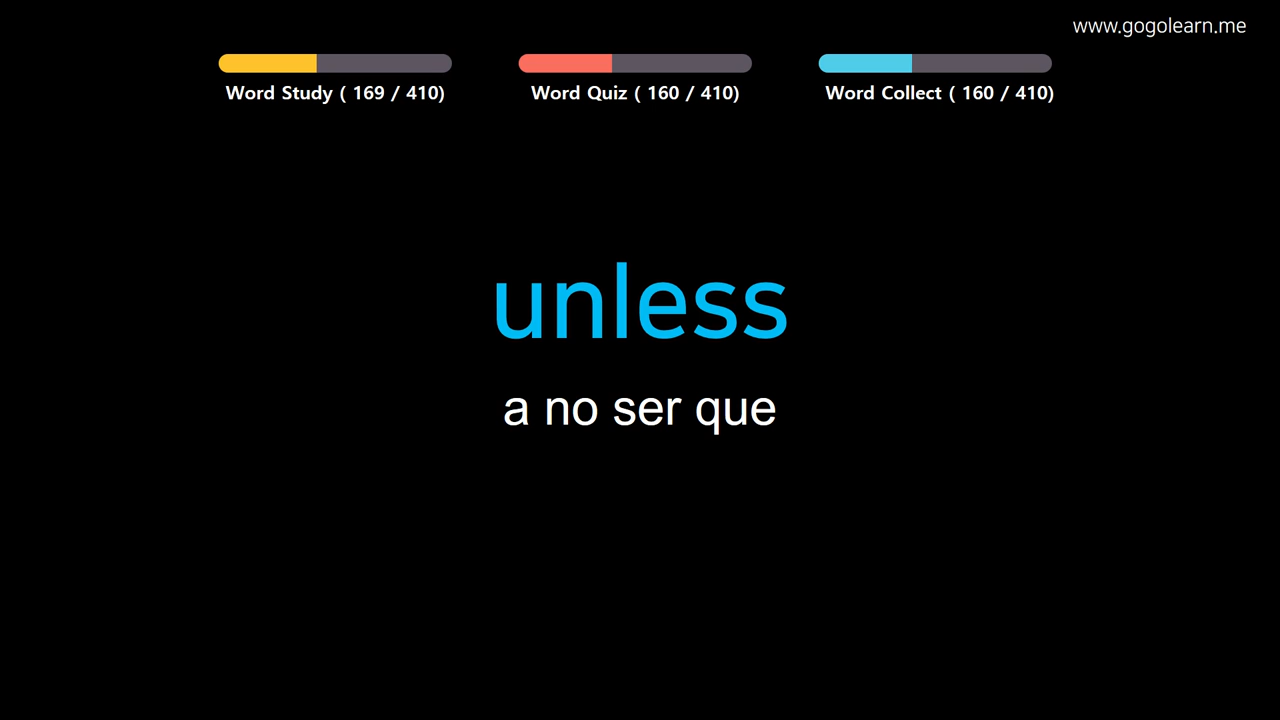 www.gogolearn.me
Word Study ( 169 / 410)
Word Quiz ( 160 / 410)
Word Collect ( 160 / 410)
unless
a no ser que